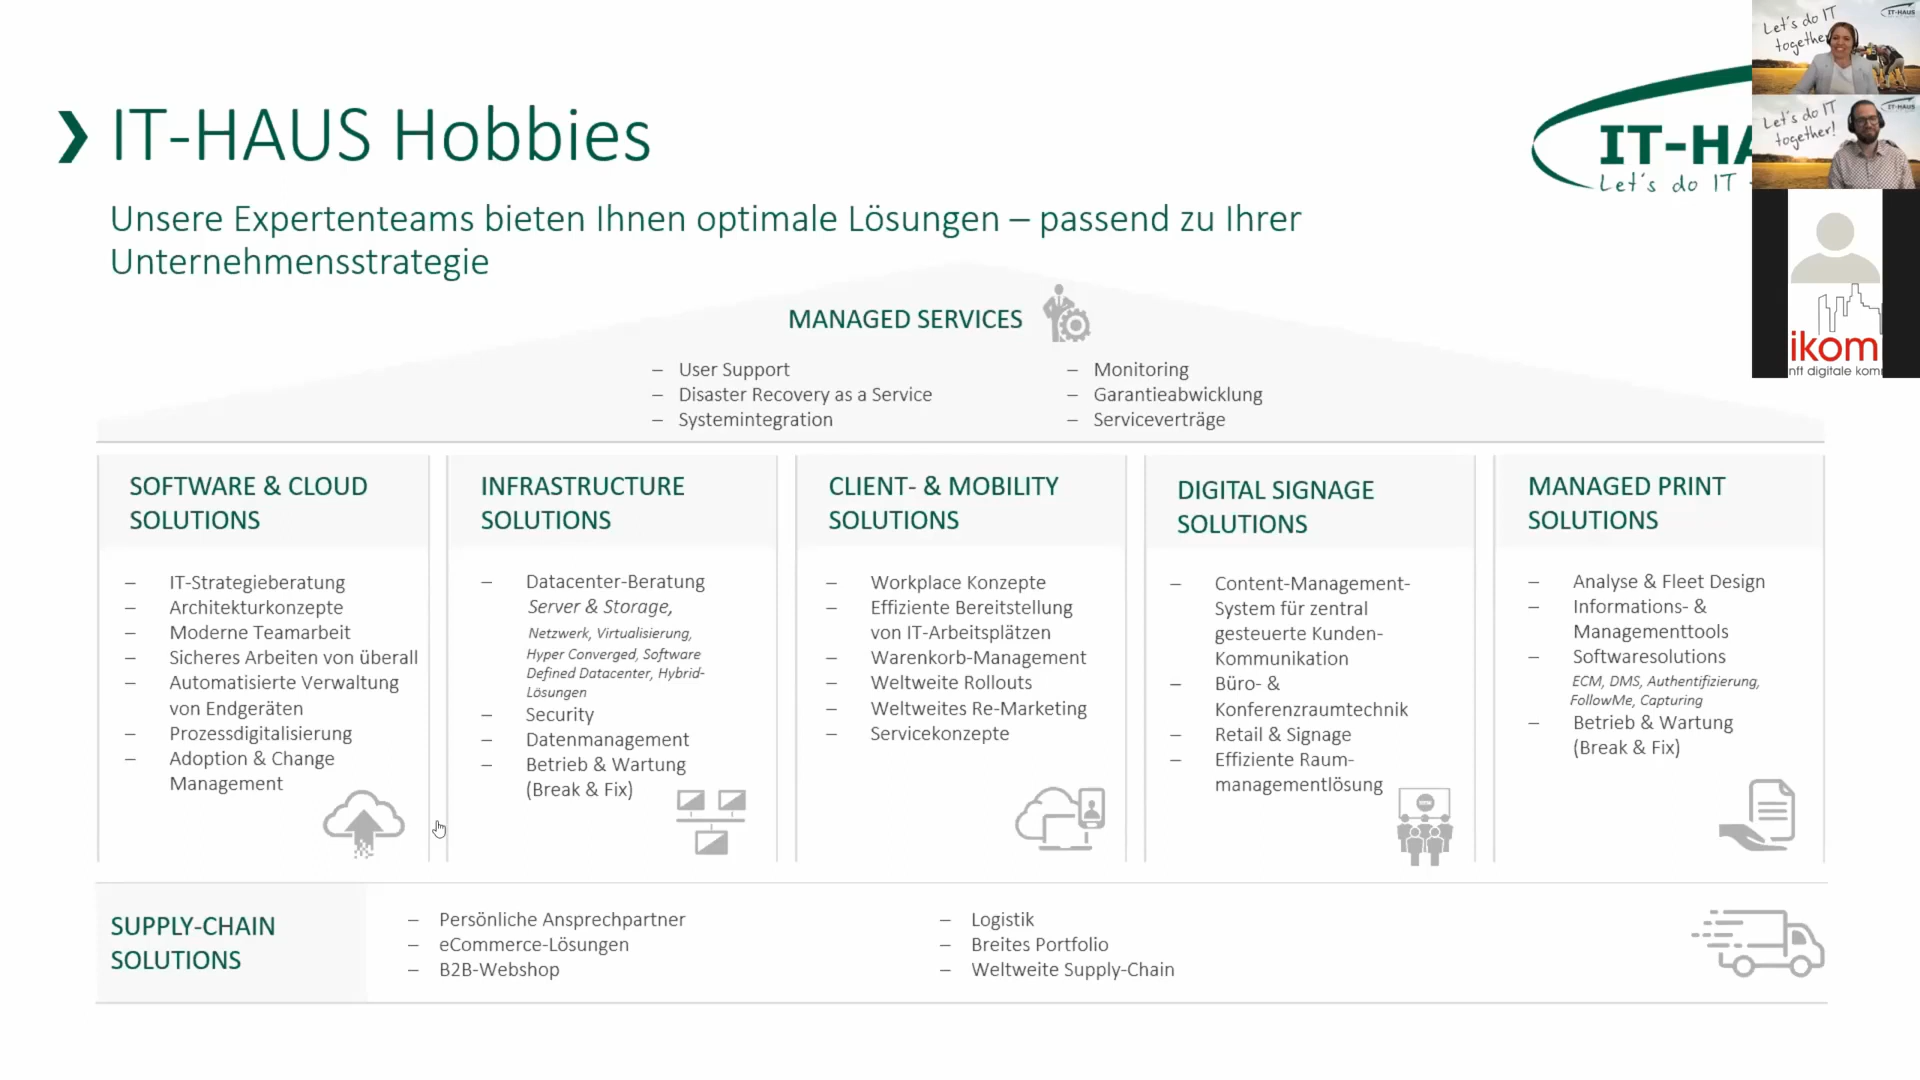 IT-HAUS Hobbies
Unsere Expertenteams bieten Ihnen optimale Lösungen – passend zu Ihrer
Unternehmensstrategie
IT-HA
Let's do IT
Let's do IT
together
IT-HAUS
Let's do IT
together!
IT-HAUS
ikom
nft digitale kom
MANAGED SERVICES
– User Support
– Disaster Recovery as a Service
– Systemintegration
– Monitoring
– Garantieabwicklung
– Serviceverträge
SOFTWARE & CLOUD
SOLUTIONS
– IT-Strategieberatung
– Architekturkonzepte
– Moderne Teamarbeit
– Sicheres Arbeiten von überall
– Automatisierte Verwaltung
von Endgeräten
– Prozessdigitalisierung
– Adoption & Change
Management
INFRASTRUCTURE
SOLUTIONS
– Datacenter-Beratung
Server & Storage,
Netzwerk, Virtualisierung,
Hyper Converged, Software
Defined Datacenter, Hybrid-
Lösungen
– Security
– Datenmanagement
– Betrieb & Wartung
(Break & Fix)
CLIENT- & MOBILITY
SOLUTIONS
– Workplace Konzepte
– Effiziente Bereitstellung
von IT-Arbeitsplätzen
– Warenkorb-Management
– Weltweite Rollouts
– Weltweites Re-Marketing
– Servicekonzepte
DIGITAL SIGNAGE
SOLUTIONS
– Content-Management-
System für zentral
gesteuerte Kunden-
Kommunikation
– Büro- &
Konferenzraumtechnik
– Retail & Signage
– Effiziente Raum-
managementlösung
MANAGED PRINT
SOLUTIONS
– Analyse & Fleet Design
– Informations- &
Managementtools
– Softwaresolutions
ECM, DMS, Authentifizierung,
FollowMe, Capturing
– Betrieb & Wartung
(Break & Fix)
SUPPLY-CHAIN
SOLUTIONS
– Persönliche Ansprechpartner
– eCommerce-Lösungen
– B2B-Webshop
– Logistik
– Breites Portfolio
– Weltweite Supply-Chain